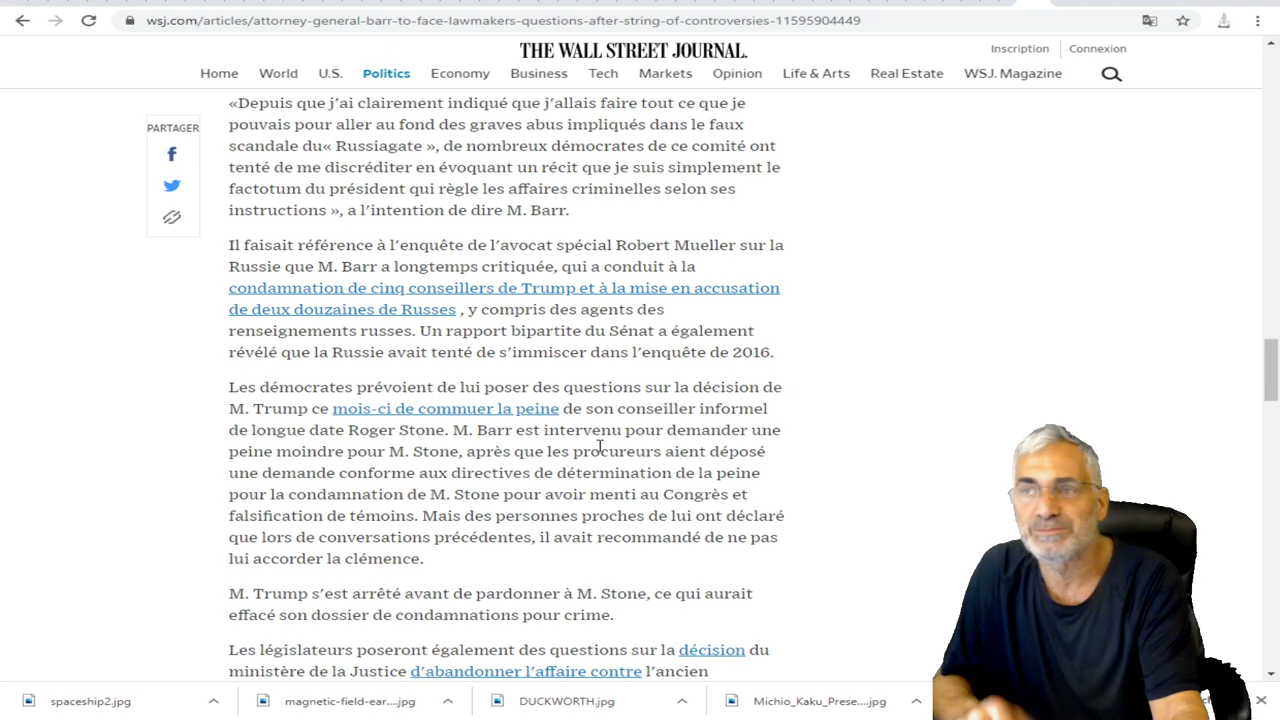 wsj.com/articles/attorney-general-barr-to-face-lawmakers-questions-after-string-of-controversies-11595904449
THE WALL STREET JOURNAL.
Inscription
Connexion
Home World U.S. Politics Economy Business Tech Markets Opinion Life & Arts Real Estate WSJ. Magazine
PARTAGER
«Depuis que j'ai clairement indiqué que j'allais faire tout ce que je
pouvais pour aller au fond des graves abus impliqués dans le faux
scandale du« Russiagate », de nombreux démocrates de ce comité ont
tenté de me discréditer en évoquant un récit que je suis simplement le
factotum du président qui règle les affaires criminelles selon ses
instructions », a l'intention de dire M. Barr.
Il faisait référence à l'enquête de l'avocat spécial Robert Mueller sur la
Russie que M. Barr a longtemps critiquée, qui a conduit à la
condamnation de cinq conseillers de Trump et à la mise en accusation
de deux douzaines de Russes , y compris des agents des
renseignements russes. Un rapport bipartite du Sénat a également
révélé que la Russie avait tenté de s'immiscer dans l'enquête de 2016.
Les démocrates prévoient de lui poser des questions sur la décision de
M. Trump ce mois-ci de commuer la peine de son conseiller informel
de longue date Roger Stone. M. Barr est intervenu pour demander une
peine moindre pour M. Stone, après que les procureurs aient déposé
une demande conforme aux directives de détermination de la peine
pour la condamnation de M. Stone pour avoir menti au Congrès et
falsification de témoins. Mais des personnes proches de lui ont déclaré
que lors de conversations précédentes, il avait recommandé de ne pas
lui accorder la clémence.
M. Trump s'est arrêté avant de pardonner à M. Stone, ce qui aurait
effacé son dossier de condamnations pour crime.
Les législateurs poseront également des questions sur la décision du
ministère de la Justice d'abandonner l'affaire contre l'ancien
spaceship2.jpg
magnetic-field-ear....jpg
DUCKWORTH.jpg
Michio_Kaku_Prese....jpg